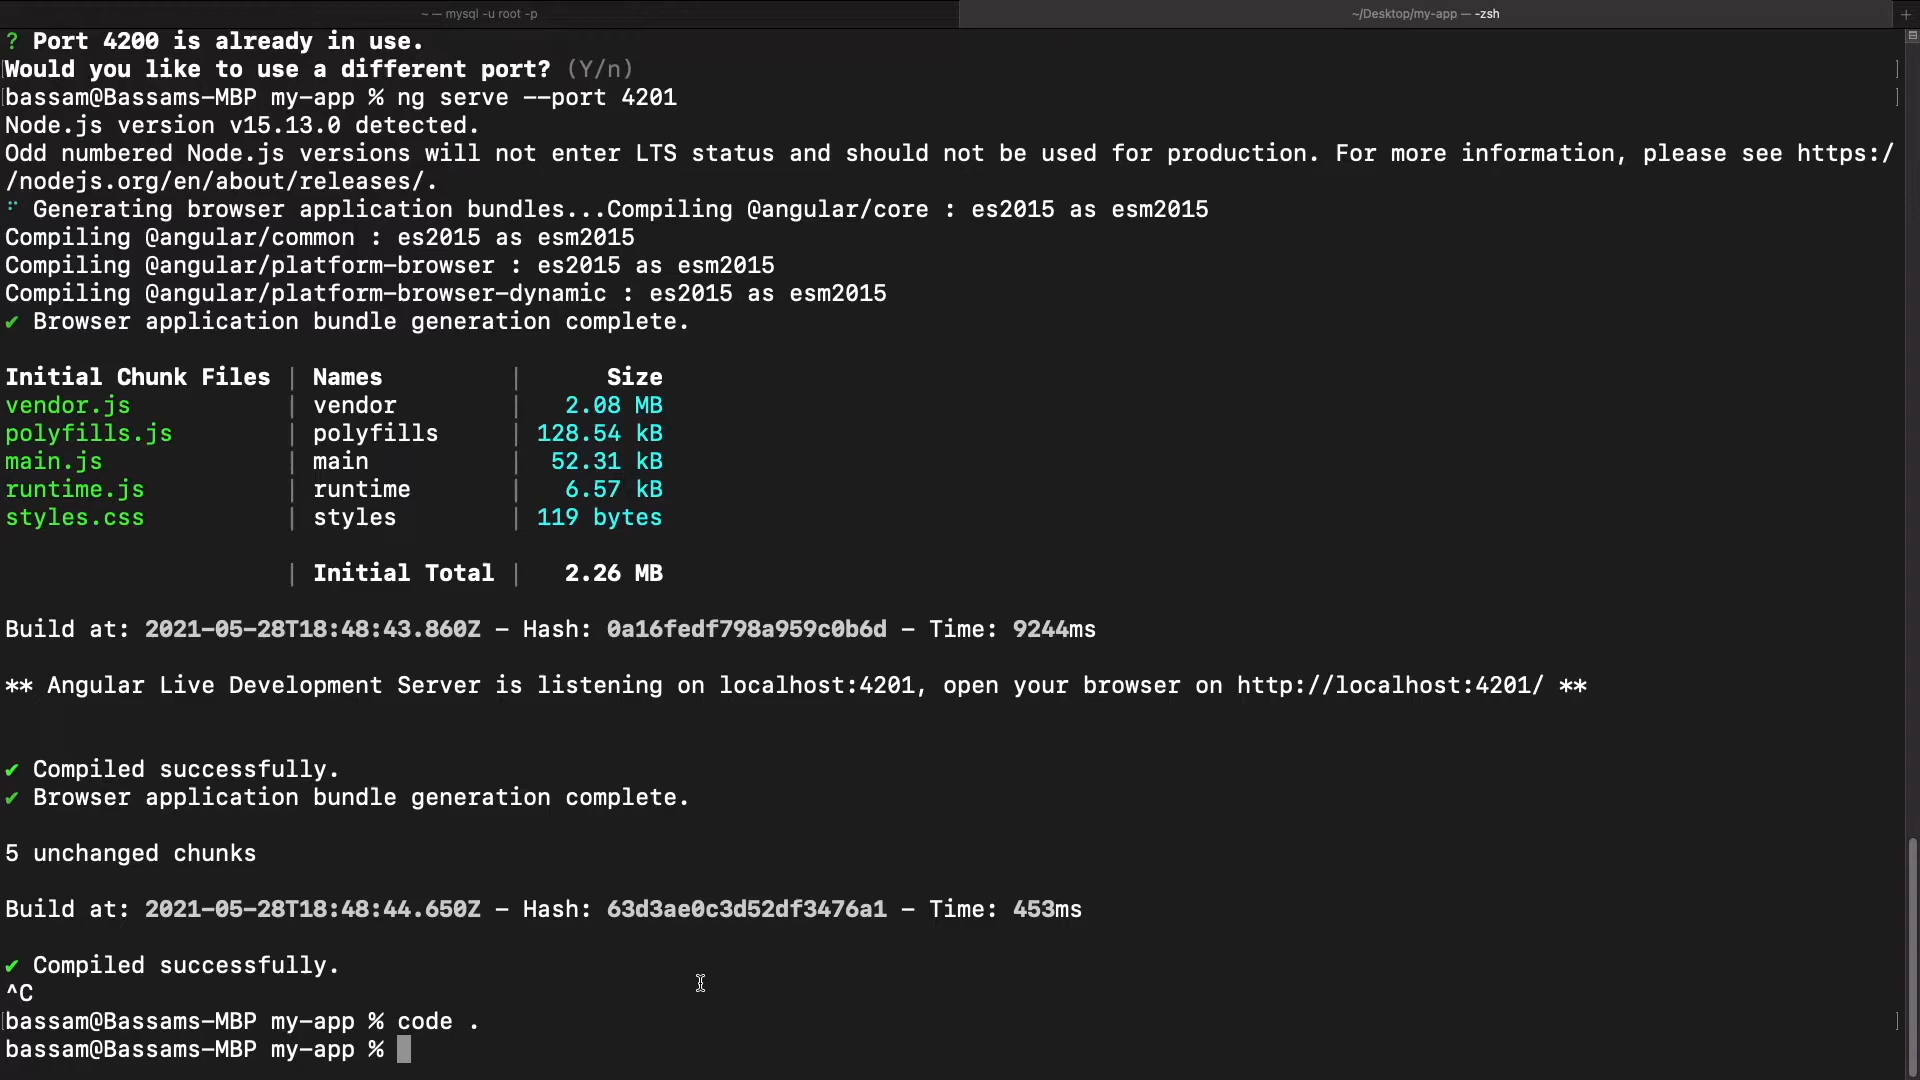 ~ — mysql -u root -p
~/Desktop/my-app — -zsh
? Port 4200 is already in use.
Would you like to use a different port? (Y/n)
bassam@Bassams-MBP my-app % ng serve --port 4201
Node.js version v15.13.0 detected.
Odd numbered Node.js versions will not enter LTS status and should not be used for production. For more information, please see https:/
/nodejs.org/en/about/releases/.
Generating browser application bundles...Compiling @angular/core : es2015 as esm2015
Compiling @angular/common : es2015 as esm2015
Compiling @angular/platform-browser : es2015 as esm2015
Compiling @angular/platform-browser-dynamic : es2015 as esm2015
✔ Browser application bundle generation complete.
Initial Chunk Files | Names | Size
vendor.js | vendor | 2.08 MB
polyfills.js | polyfills | 128.54 kB
main.js | main | 52.31 kB
runtime.js | runtime | 6.57 kB
styles.css | styles | 119 bytes
| Initial Total | 2.26 MB
Build at: 2021-05-28T18:48:43.860Z - Hash: 0a16fedf798a959c0b6d - Time: 9244ms
** Angular Live Development Server is listening on localhost:4201, open your browser on http://localhost:4201/ **
✔ Compiled successfully.
✔ Browser application bundle generation complete.
5 unchanged chunks
Build at: 2021-05-28T18:48:44.650Z - Hash: 63d3ae0c3d52df3476a1 - Time: 453ms
✔ Compiled successfully.
^C
bassam@Bassams-MBP my-app % code .
bassam@Bassams-MBP my-app %